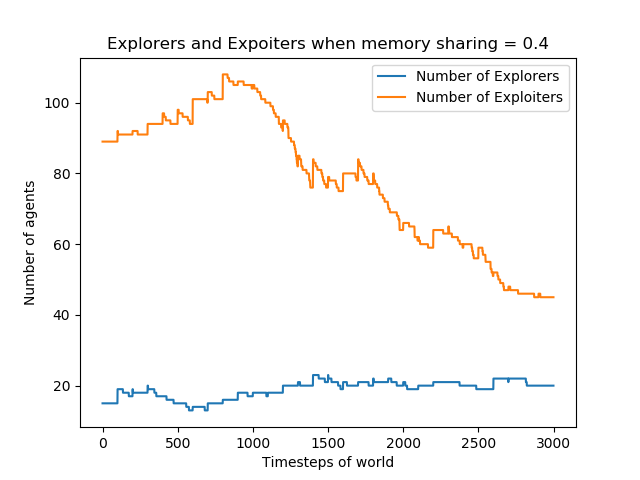 Explorers and Expoiters when memory sharing = 0.4
Number of Explorers
Number of Exploiters
Number of agents
100
80
60
40
20
0 500 1000 1500 2000 2500 3000
Timesteps of world